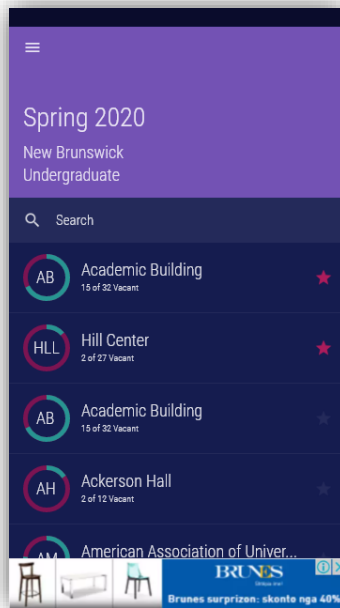 Spring 2020
New Brunswick
Undergraduate
Search
AB
Academic Building
15 of 32 Vacant
HLL
Hill Center
2 of 27 Vacant
AB
Academic Building
15 of 32 Vacant
AH
Ackerson Hall
2 of 12 Vacant
AM
American Association of Univer...
BRUNES
Brunes surprizon: skonto nga 40%